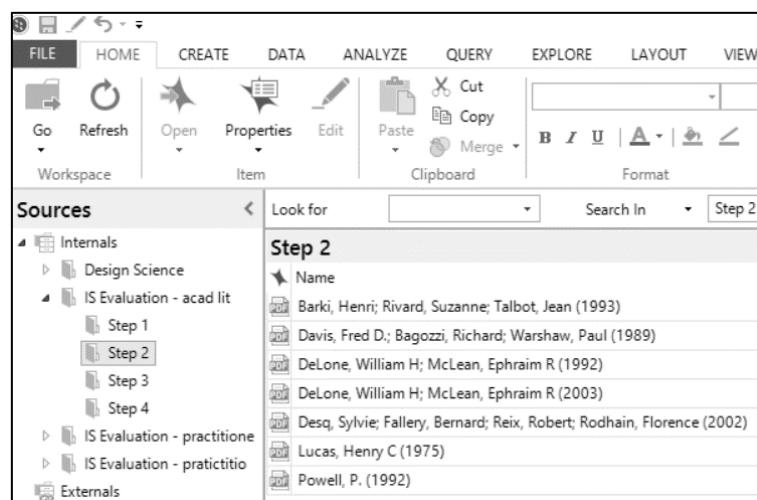 FILE HOME CREATE DATA ANALYZE QUERY EXPLORE LAYOUT VIEW
Go Refresh Open Properties Edit Paste Cut
Copy
Merge
B I U A
Workspace Item Clipboard Format
Sources Look for Search In Step 2
Internals Step 2
Design Science Name
IS Evaluation - acad lit Barki, Henri; Rivard, Suzanne; Talbot, Jean (1993)
Step 1 Davis, Fred D.; Bagozzi, Richard; Warshaw, Paul (1989)
Step 2 DeLone, William H; McLean, Ephraim R (1992)
Step 3 DeLone, William H; McLean, Ephraim R (2003)
Step 4 Desq, Sylvie; Fallery, Bernard; Reix, Robert; Rodhain, Florence (2002)
IS Evaluation - practitione Lucas, Henry C (1975)
IS Evaluation - pratictitio Powell, P. (1992)
Externals